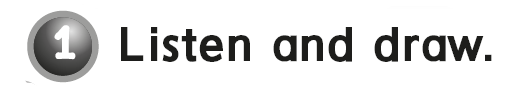 1 Listen and draw.